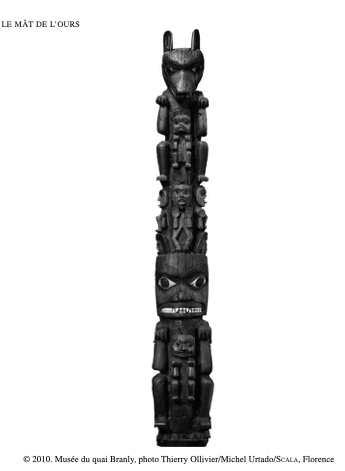 LE MÂT DE L'OURS
© 2010. Musée du quai Branly, photo Thierry Ollivier/Michel Urtado/SCALA, Florence